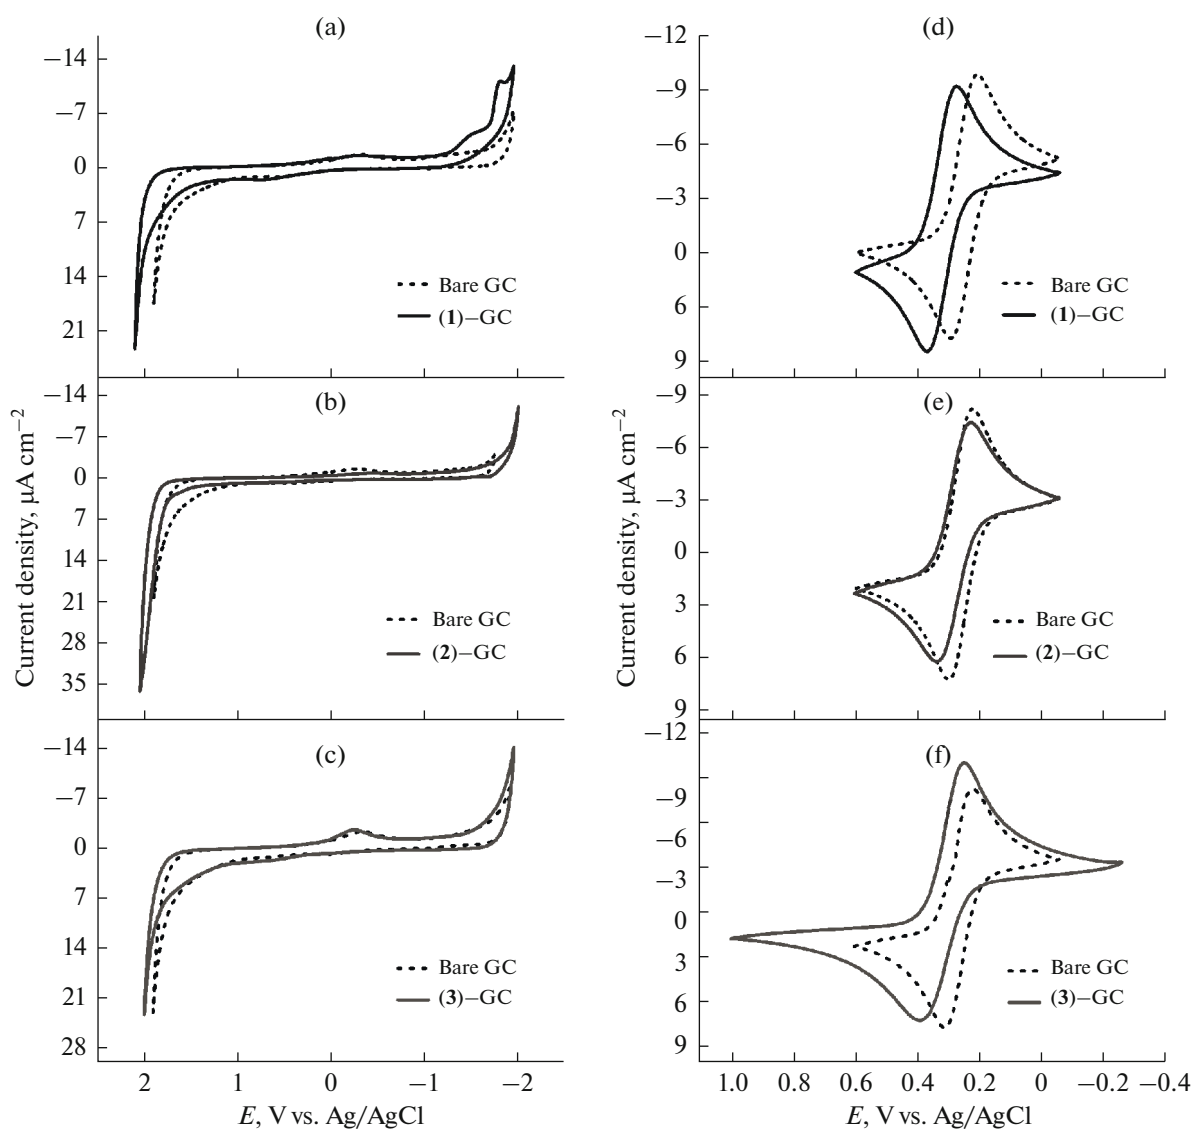 (a)
−14
−7
0
7
14
21
Bare GC
(1)−GC
(b)
−14
−7
0
7
14
21
28
35
Bare GC
(2)−GC
(c)
−14
−7
0
7
14
21
28
Bare GC
(3)−GC
2 1 0 −1 −2
E, V vs. Ag/AgCl
Current density, μA cm−2
(d)
−12
−9
−6
−3
0
6
9
Bare GC
(1)−GC
(e)
−9
−6
−3
0
3
6
9
Bare GC
(2)−GC
(f)
−12
−9
−6
−3
0
3
6
9
Bare GC
(3)−GC
1.0 0.8 0.6 0.4 0.2 0 −0.2 −0.4
E, V vs. Ag/AgCl
Current density, μA cm−2